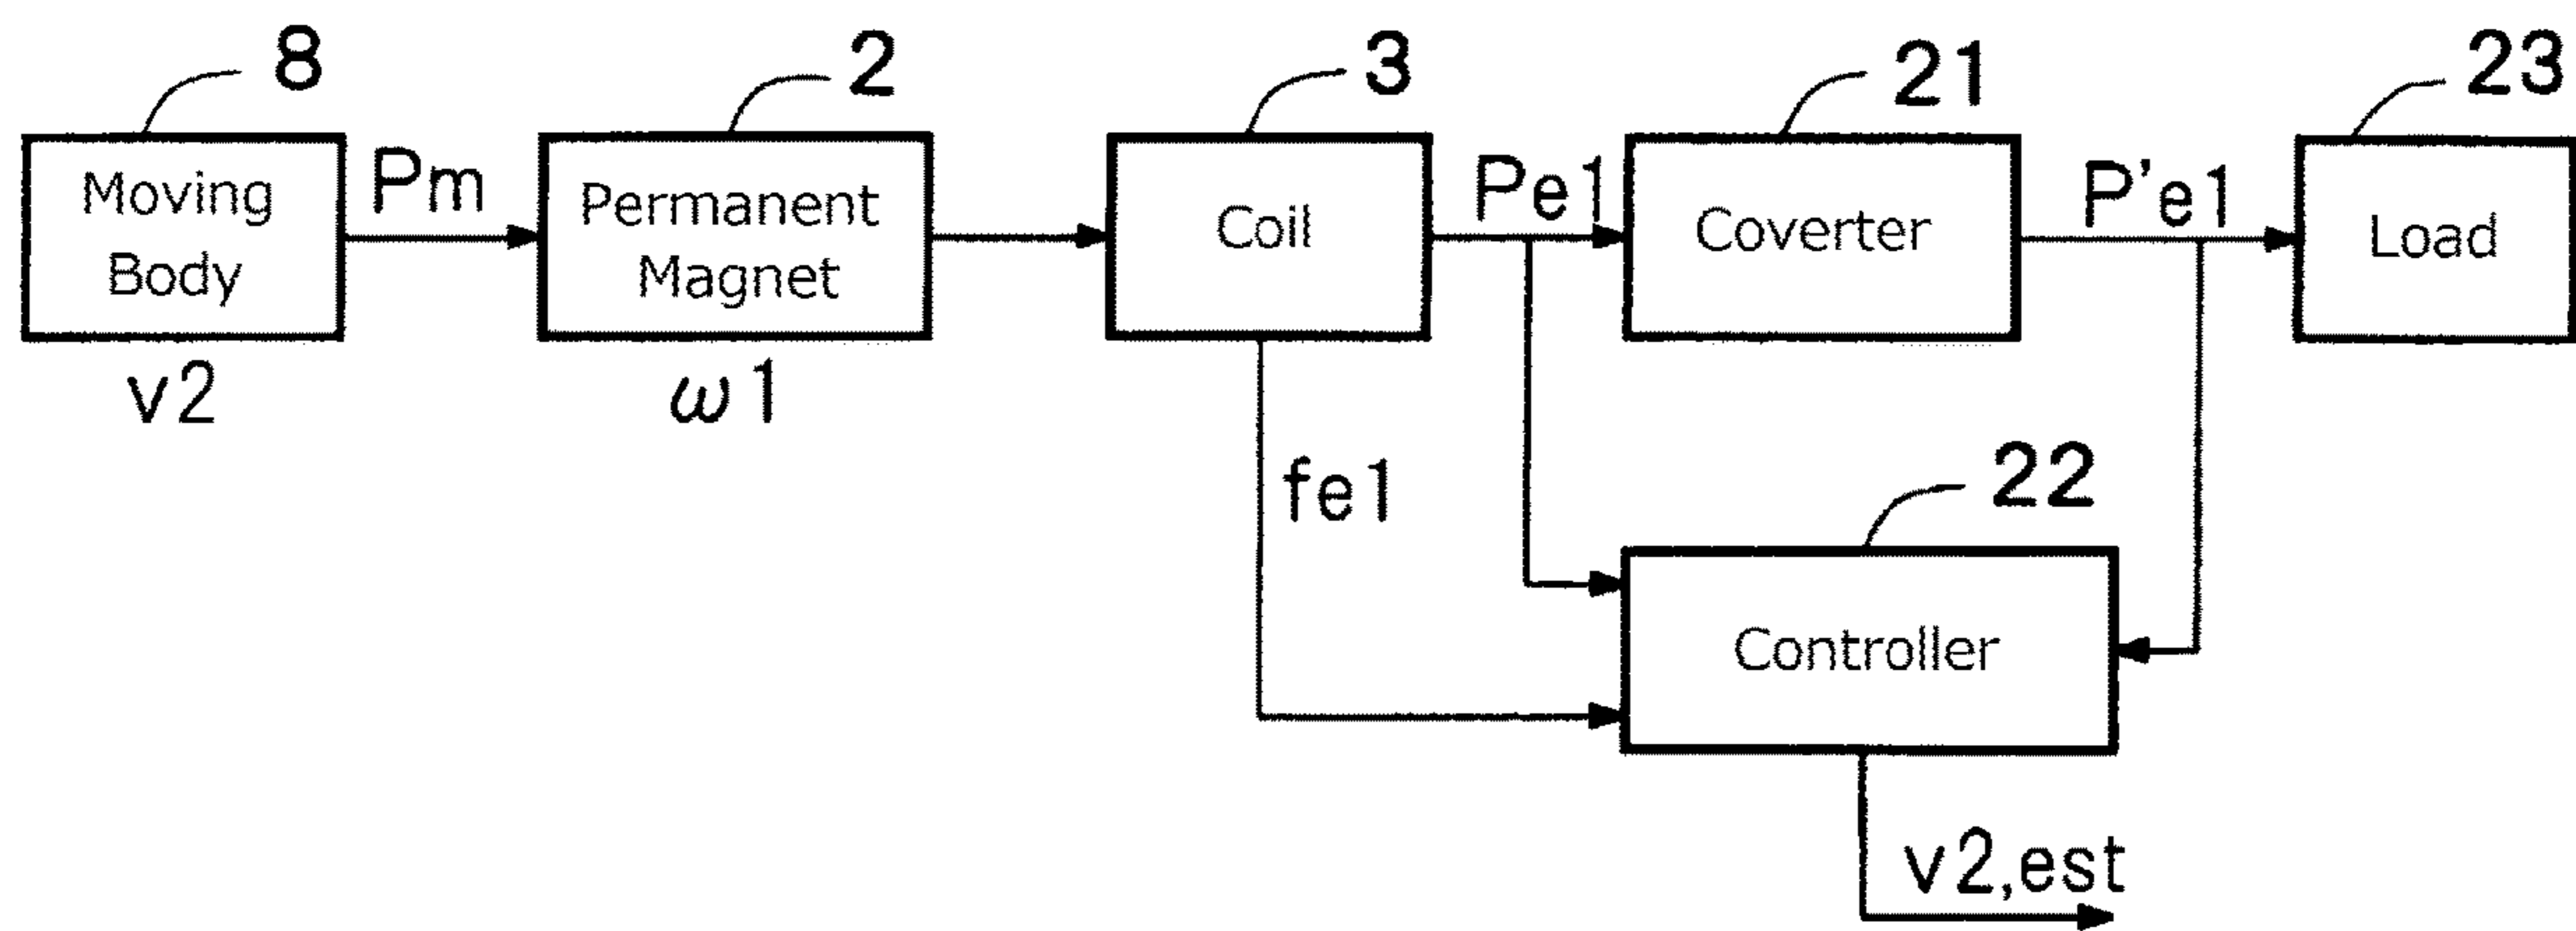 8
2
3
21
23
Moving
Body
Pm
Permanent
Magnet
Coil
Pe1
Coverter
P'e1
Load
v2
ω1
fe1
22
Controller
v2,est